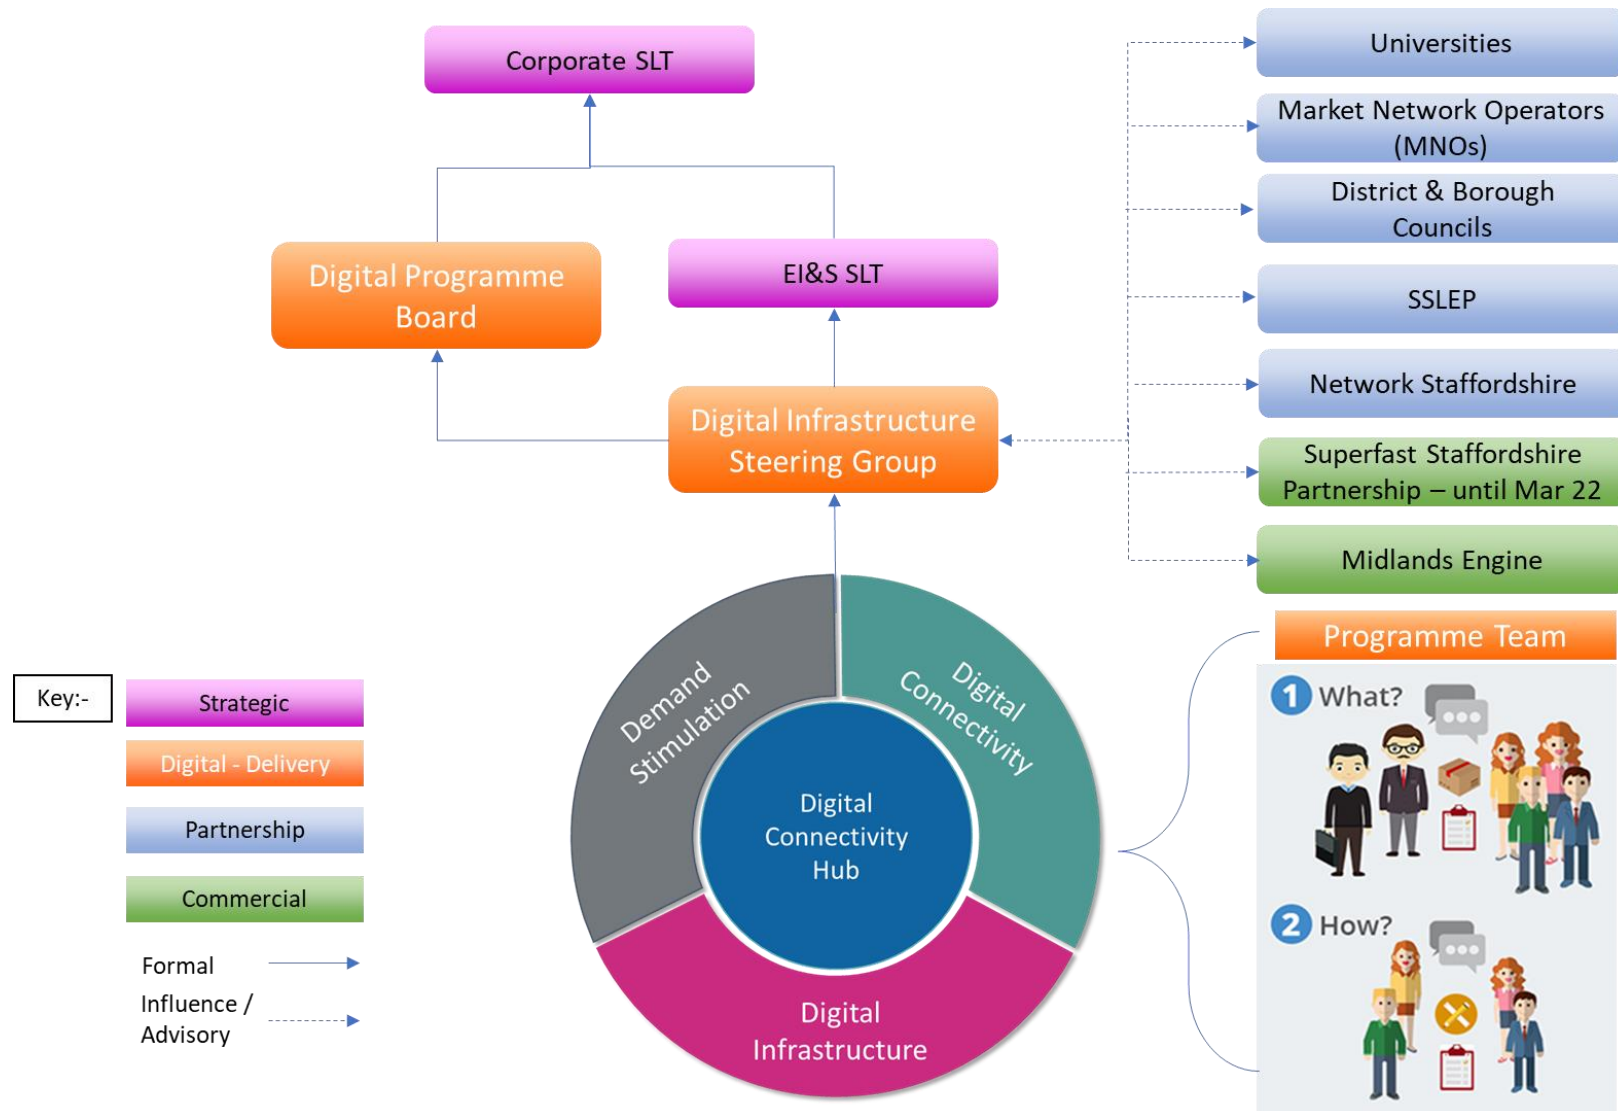 Corporate SLT
Digital Programme
Board
EI&S SLT
Digital Infrastructure
Steering Group
Universities
Market Network Operators
(MNOs)
District & Borough
Councils
SSLEP
Network Staffordshire
Superfast Staffordshire
Partnership – until Mar 22
Midlands Engine
Programme Team
1 What?
2 How?
Demand
Stimulation
Digital
Connectivity
Digital
Connectivity
Hub
Digital
Infrastructure
Key:-
Strategic
Digital - Delivery
Partnership
Commercial
Formal
Influence /
Advisory